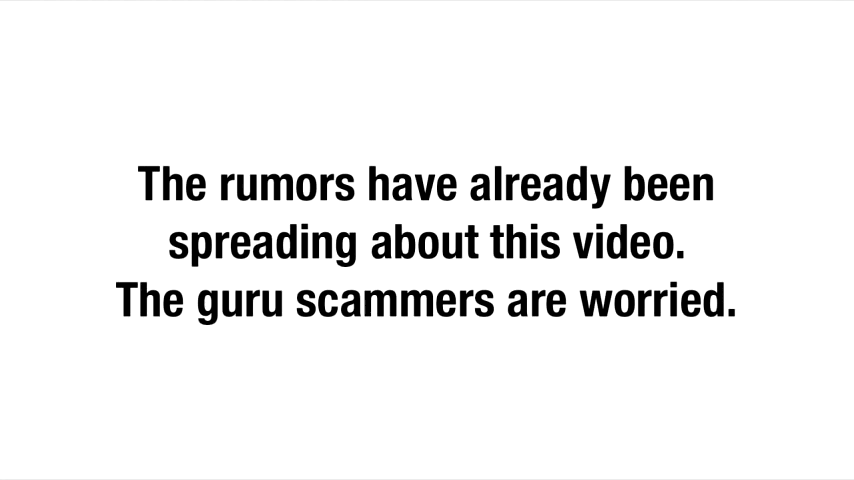 The rumors have already been
spreading about this video.
The guru scammers are worried.